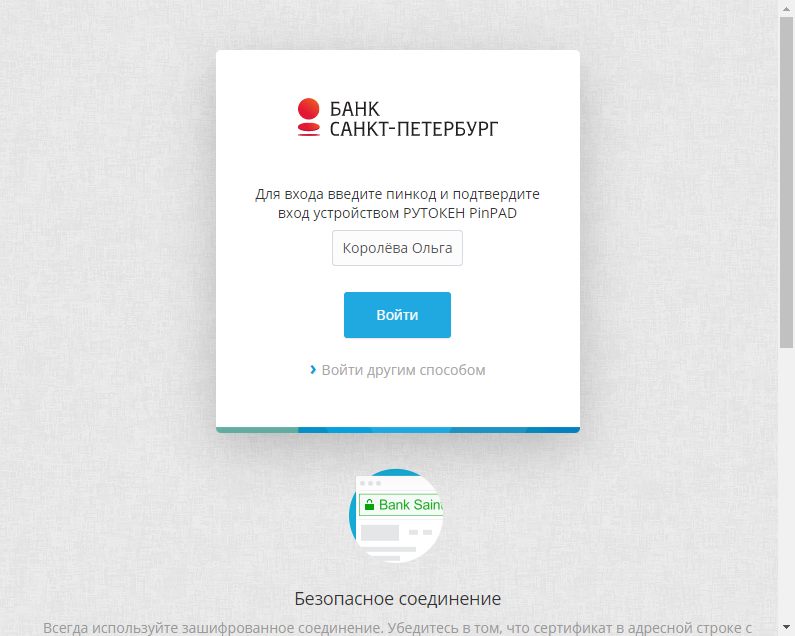 БАНК
САНКТ-ПЕТЕРБУРГ
Для входа введите пинкод и подтвердите
вход устройством РУТОКЕН PinPAD
Королёва Ольга
Войти
Войти другим способом
Bank Sain
Безопасное соединение
Всегда используйте зашифрованное соединение. Убедитесь в том, что сертификат в адресной строке с